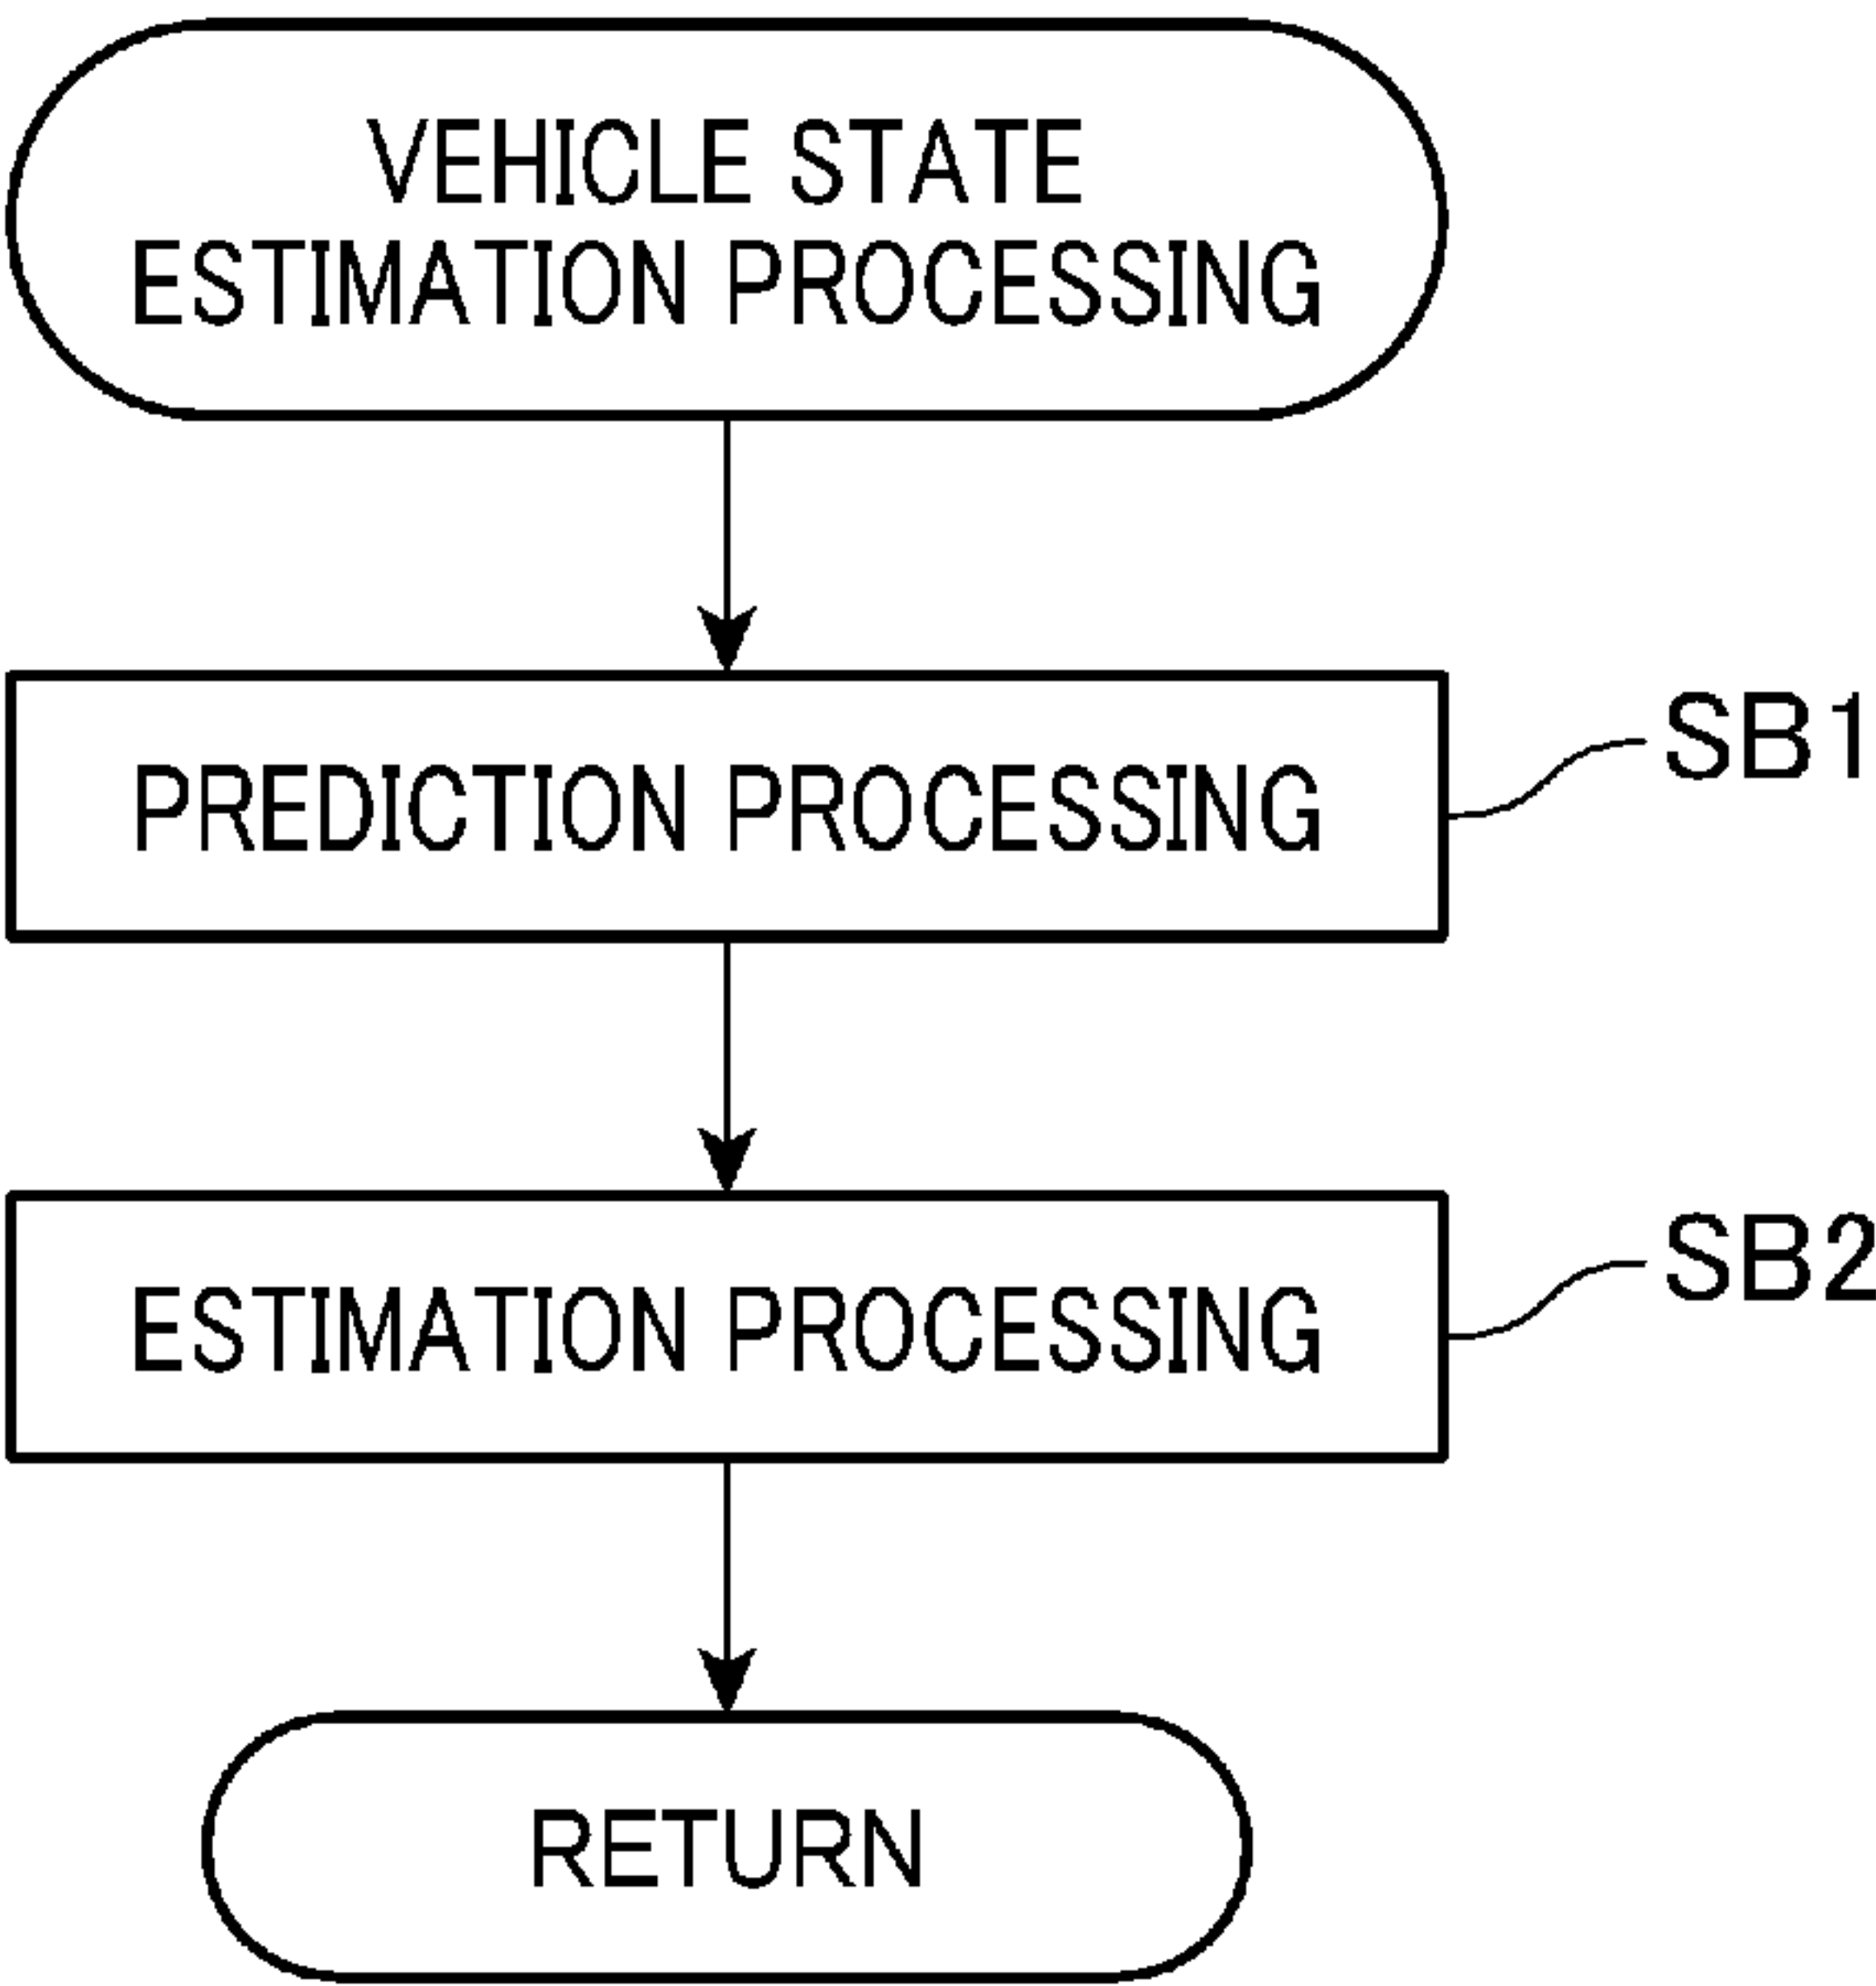 VEHICLE STATE
ESTIMATION PROCESSING
PREDICTION PROCESSING
SB1
ESTIMATION PROCESSING
SB2
RETURN